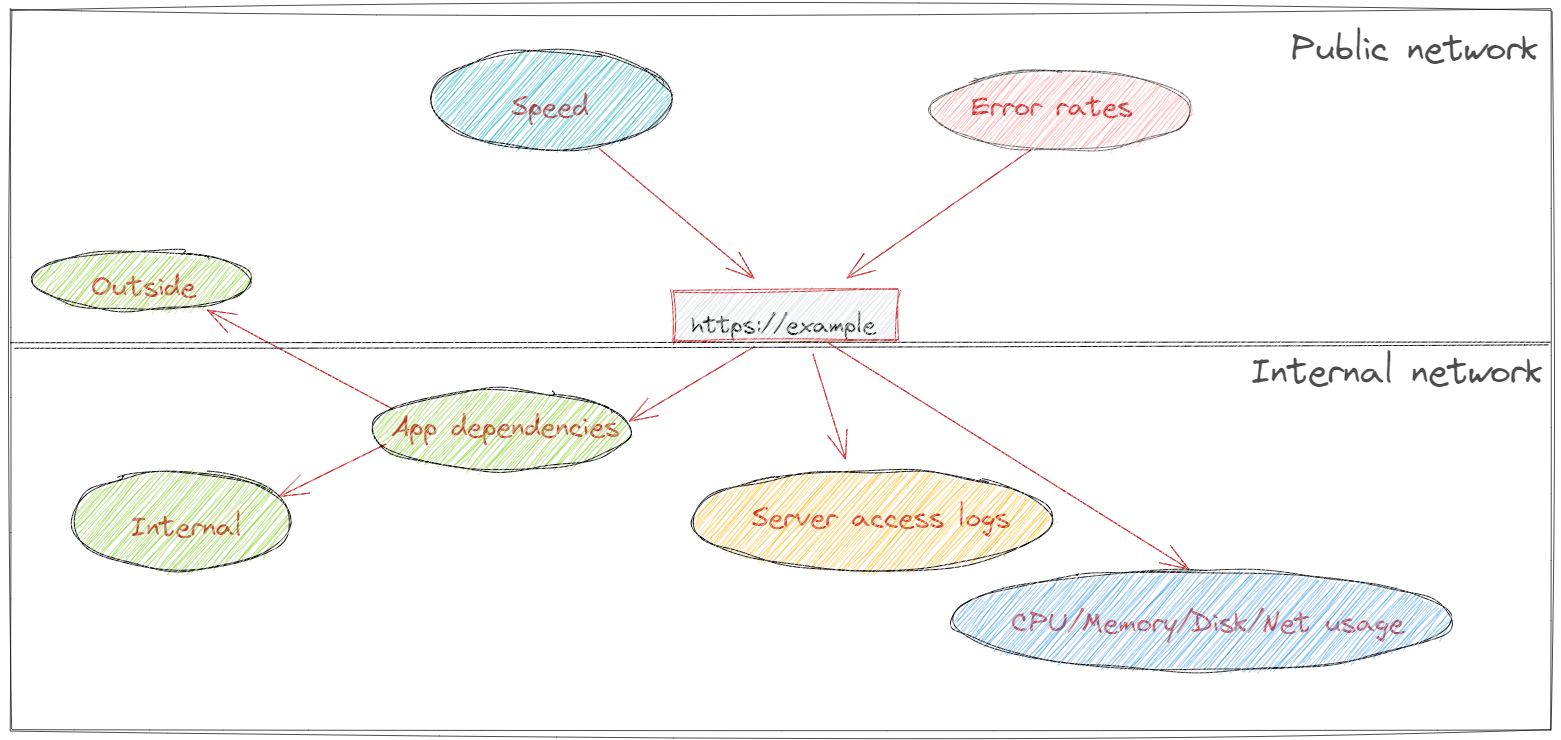 Public network
Speed
Error rates
Outside
https://example
Internal network
App dependencies
Internal
Server access logs
CPU/Memory/Disk/Net usage